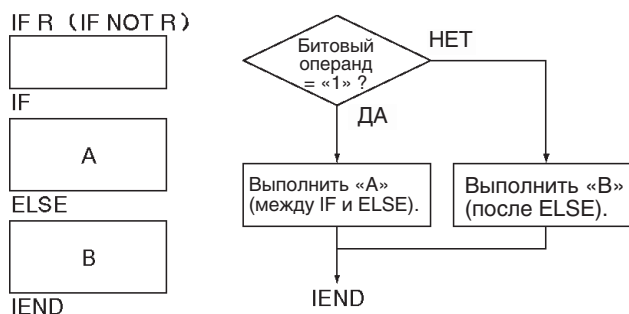 IF R (IF NOT R)
IF
A
ELSE
B
IEND
Битовый
операнд
= «1» ?
НЕТ
ДА
Выполнить «A»
(между IF и ELSE).
Выполнить «B»
(после ELSE).
IEND